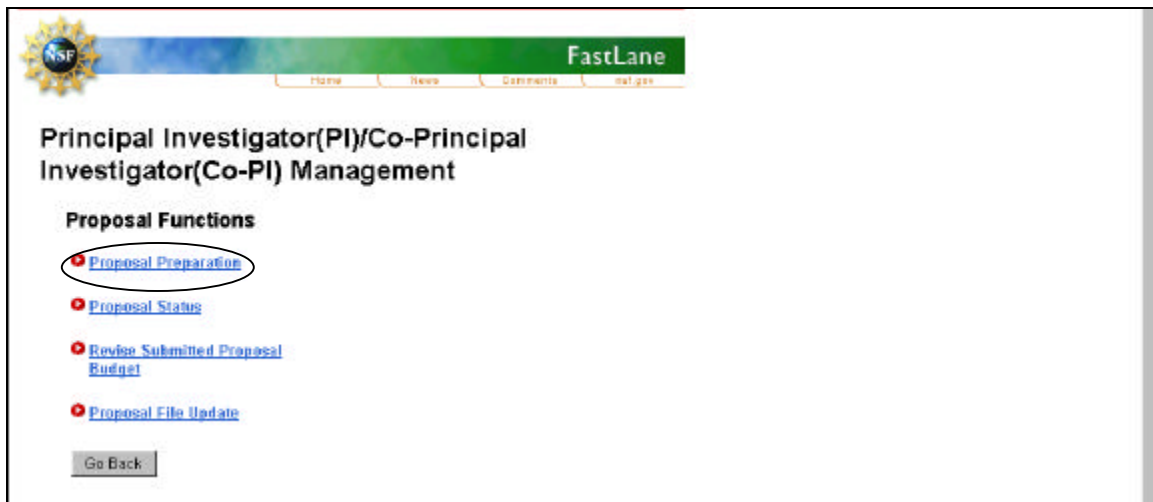 NSF
FastLane
Home News Comments nsf.gov
Principal Investigator(PI)/Co-Principal
Investigator(Co-PI) Management
Proposal Functions
Proposal Preparation
Proposal Status
Revise Submitted Proposal
Budget
Proposal File Update
Go Back